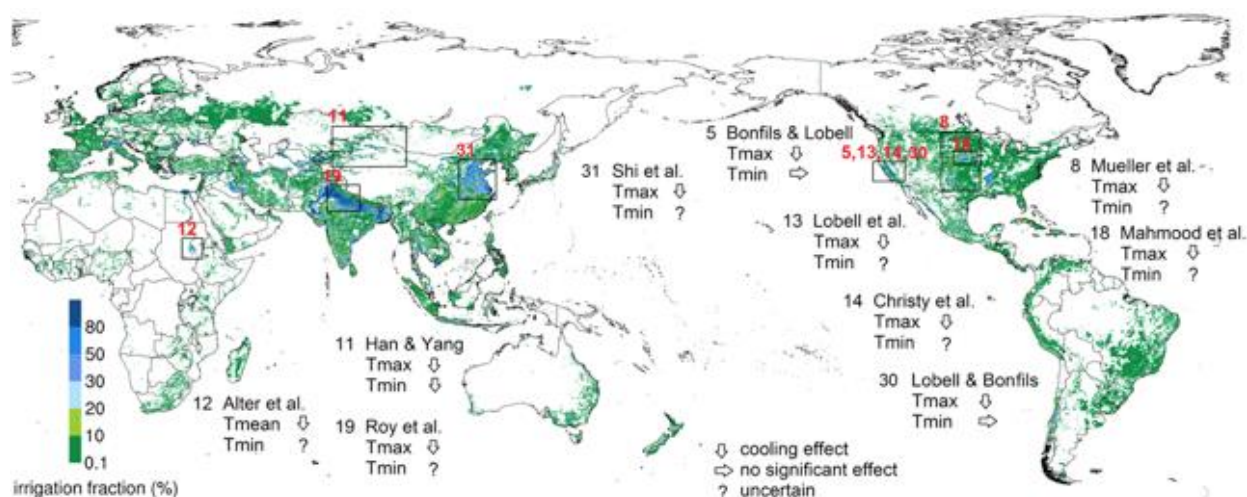 11
31
19
12
5,13,14,30
8
18
5 Bonfils & Lobell
Tmax ⇩
Tmin ⇨
31 Shi et al.
Tmax ⇩
Tmin ?
8 Mueller et al.
Tmax ⇩
Tmin ?
13 Lobell et al.
Tmax ⇩
Tmin ?
18 Mahmood et al.
Tmax ⇩
Tmin ?
14 Christy et al.
Tmax ⇩
Tmin ?
11 Han & Yang
Tmax ⇩
Tmin ⇩
30 Lobell & Bonfils
Tmax ⇩
Tmin ⇨
12 Alter et al.
Tmean ⇩
Tmin ?
19 Roy et al.
Tmax ⇩
Tmin ?
80
50
30
20
10
0.1
irrigation fraction (%)
⇩ cooling effect
⇨ no significant effect
? uncertain